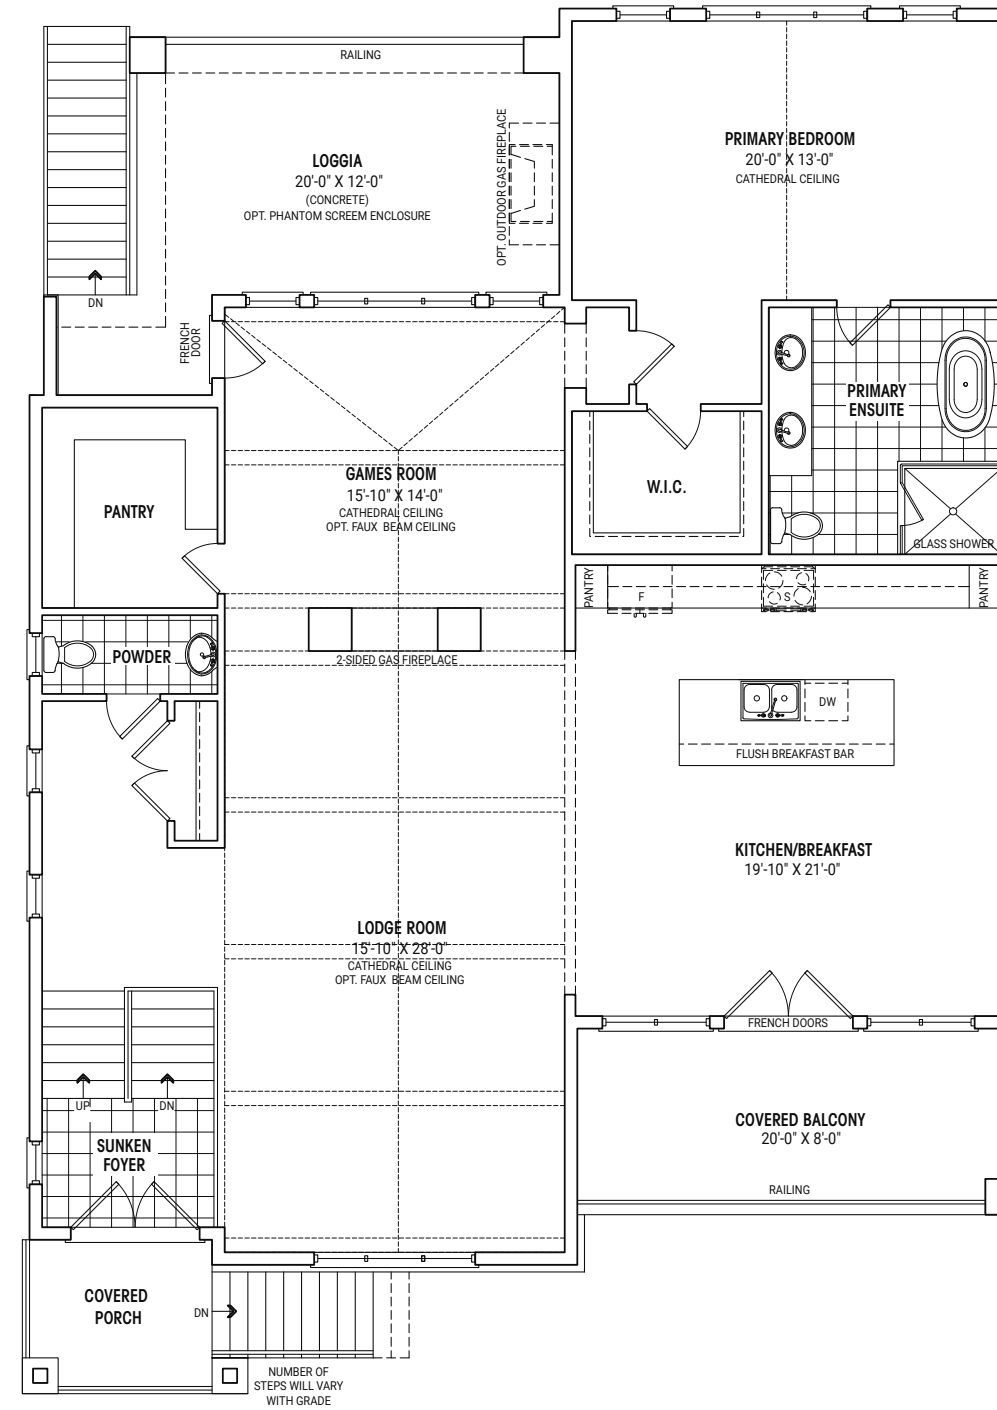 RAILING
LOGGIA
20'-0" X 12'-0"
(CONCRETE)
OPT. PHANTOM SCREEM ENCLOSURE
OPT. OUTDOOR GAS FIREPLACE
PRIMARY BEDROOM
20'-0" X 13'-0"
CATHEDRAL CEILING
DN
FRENCH
DOOR
PRIMARY
ENSUITE
GAMES ROOM
15'-10" X 14'-0"
CATHEDRAL CEILING
OPT. FAUX BEAM CEILING
W.I.C.
PANTRY
GLASS SHOWER
PANTRY
F
S
PANTRY
POWDER
2-SIDED GAS FIREPLACE
DW
FLUSH BREAKFAST BAR
KITCHEN/BREAKFAST
19'-10" X 21'-0"
LODGE ROOM
15'-10" X 28'-0"
CATHEDRAL CEILING
OPT. FAUX BEAM CEILING
FRENCH DOORS
UP
DN
SUNKEN
FOYER
COVERED BALCONY
20'-0" X 8'-0"
RAILING
COVERED
PORCH
DN
NUMBER OF
STEPS WILL VARY
WITH GRADE